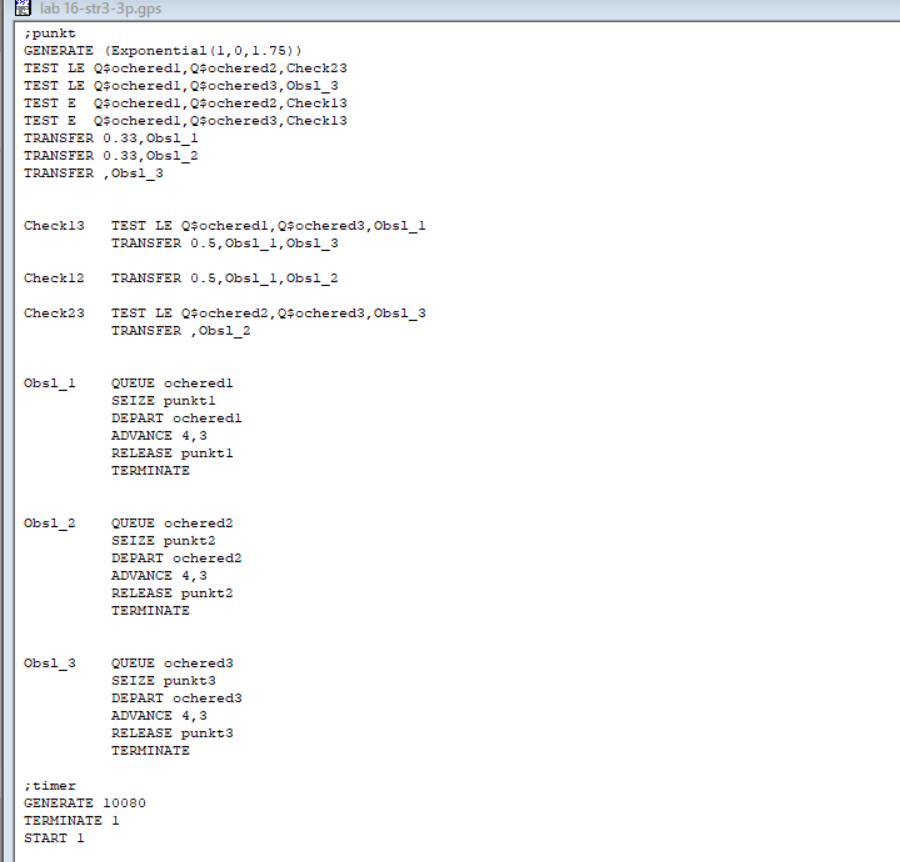 lab 16-str3-3p.gps
;punkt
GENERATE (Exponential(1,0,1.75))
TEST LE Q$ochered1,Q$ochered2,Check23
TEST LE Q$ochered1,Q$ochered3,Obsl_3
TEST E  Q$ochered1,Q$ochered2,Check13
TEST E  Q$ochered1,Q$ochered3,Check13
TRANSFER 0.33,Obsl_1
TRANSFER 0.33,Obsl_2
TRANSFER ,Obsl_3
Check13   TEST LE Q$ochered1,Q$ochered3,Obsl_1
TRANSFER 0.5,Obsl_1,Obsl_3
Check12   TRANSFER 0.5,Obsl_1,Obsl_2
Check23   TEST LE Q$ochered2,Q$ochered3,Obsl_3
TRANSFER ,Obsl_2
Obsl_1    QUEUE ochered1
SEIZE punkt1
DEPART ochered1
ADVANCE 4,3
RELEASE punkt1
TERMINATE
Obsl_2    QUEUE ochered2
SEIZE punkt2
DEPART ochered2
ADVANCE 4,3
RELEASE punkt2
TERMINATE
Obsl_3    QUEUE ochered3
SEIZE punkt3
DEPART ochered3
ADVANCE 4,3
RELEASE punkt3
TERMINATE
;timer
GENERATE 10080
TERMINATE 1
START 1